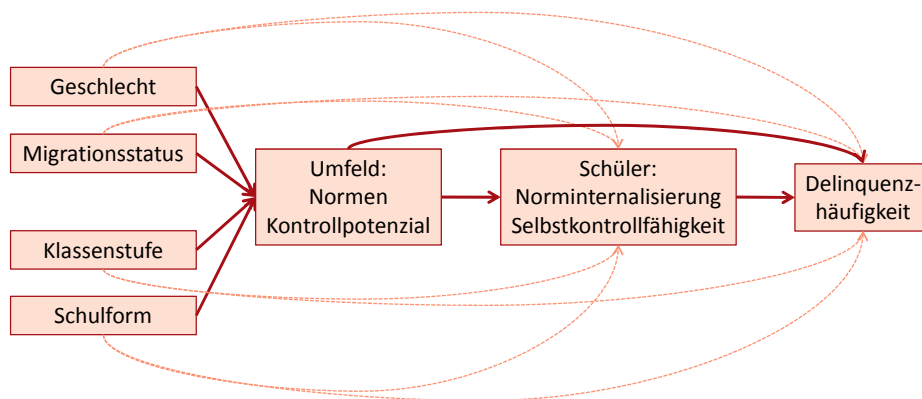 Geschlecht
Migrationsstatus
Klassenstufe
Schulform
Umfeld:
Normen
Kontrollpotenzial
Schüler:
Norminternalisierung
Selbstkontrollfähigkeit
Delinquenz-
häufigkeit